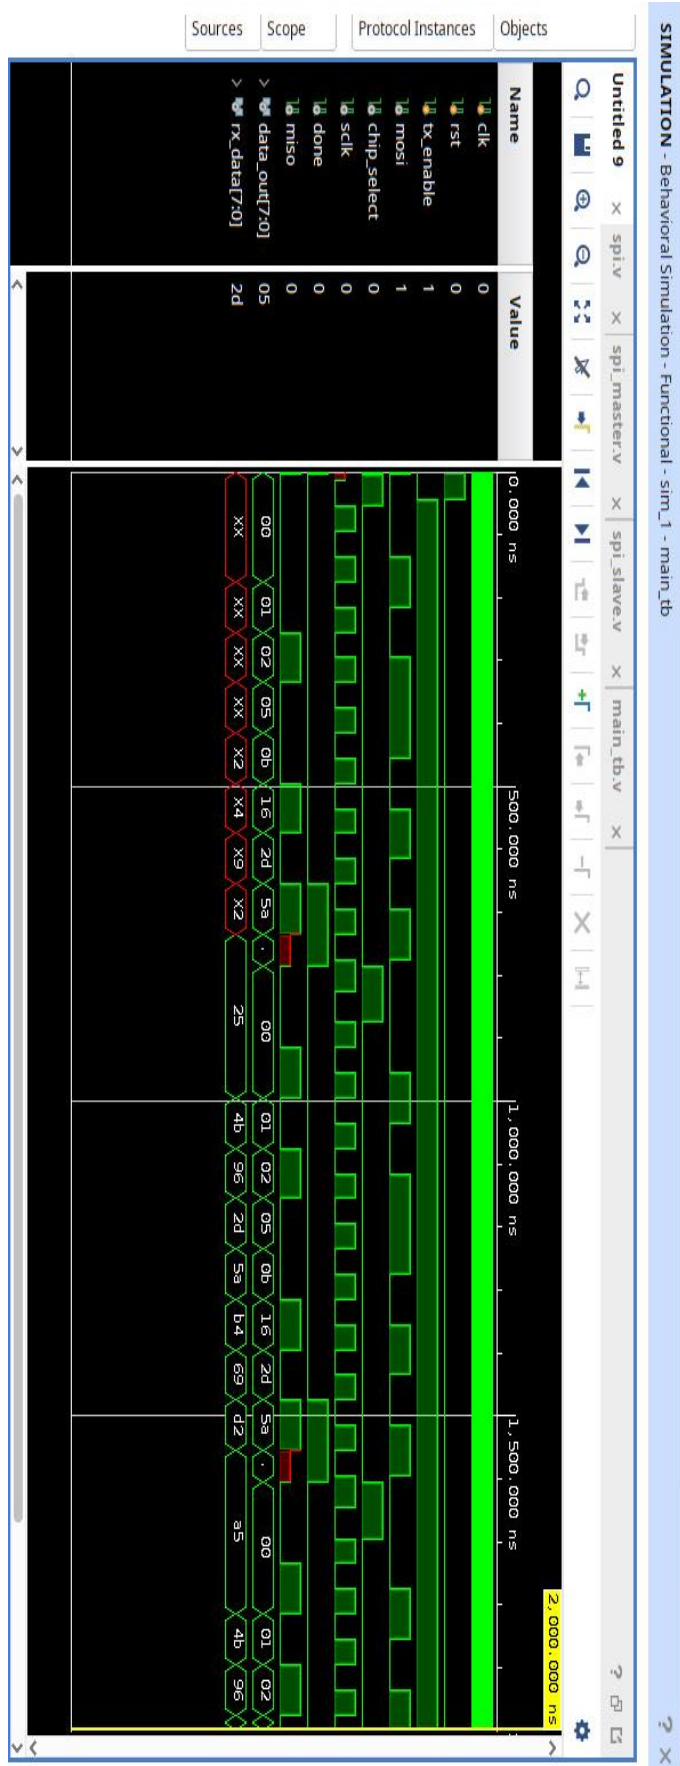 SIMULATION - Behavioral Simulation - Functional - sim_1 - main_tb
Sources
Scope
Protocol Instances
Objects
Untitled 9
spi.v
spi_master.v
spi_slave.v
main_tb.v
Name
Value
2,000.000 ns
0.000 ns
500.000 ns
1,000.000 ns
1,500.000 ns
clk 0
rst 0
tx_enable 1
mosi 1
chip_select 0
sclk 0
done 0
miso 0
data_out[7:0] 05 00 01 02 05 0b 16 2d 5a . 00 01 02 05 0b 16 2d 5a . 00 01 02
rx_data[7:0] 2d XX XX XX XX X2 X4 X9 X2 25 4b 96 2d 5a b4 69 d2 a5 4b 96